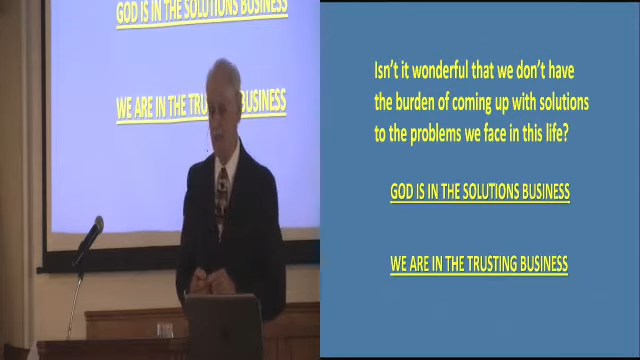 GOD IS IN THE SOLUTIONS BUSINESS
WE ARE IN THE TRUSTING BUSINESS
Isn't it wonderful that we don't have
the burden of coming up with solutions
to the problems we face in this life?
GOD IS IN THE SOLUTIONS BUSINESS
WE ARE IN THE TRUSTING BUSINESS